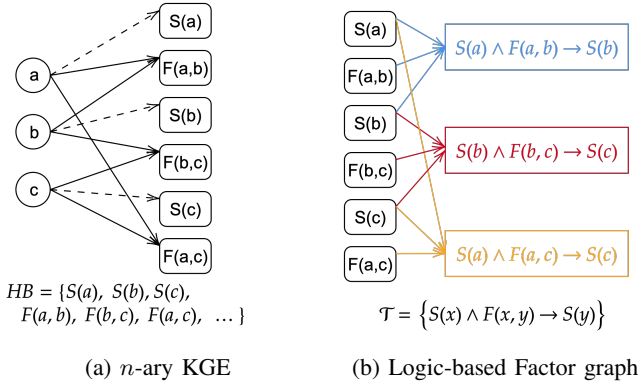 S(a)
a
F(a,b)
b
S(b)
F(b,c)
c
S(c)
F(a,c)
HB = {S(a), S(b), S(c),
F(a, b), F(b, c), F(a, c), … }
(a) n-ary KGE
S(a)
F(a,b)
S(b)
F(b,c)
S(c)
F(a,c)
S(a) ∧ F(a, b) → S(b)
S(b) ∧ F(b, c) → S(c)
S(a) ∧ F(a, c) → S(c)
𝒯 = {S(x) ∧ F(x, y) → S(y)}
(b) Logic-based Factor graph